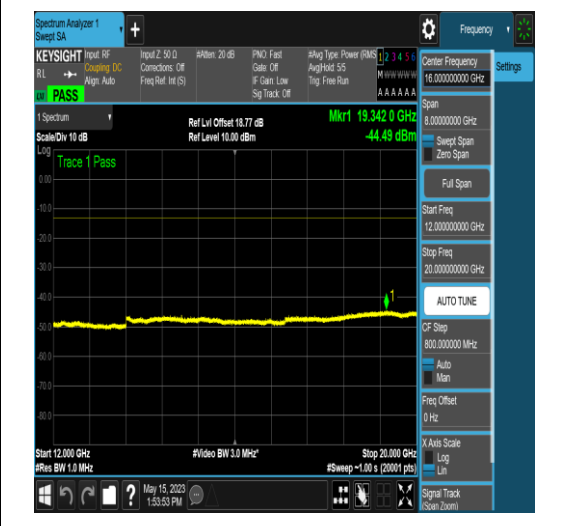 Spectrum Analyzer 1
Swept SA
Frequency
KEYSIGHT
RL
Input: RF
Coupling: DC
Align: Auto
Input Z: 50 Ω
Corrections: Off
Freq Ref: Int (S)
#Atten: 20 dB
PNO: Fast
Gate: Off
IF Gain: Low
Sig Track: Off
#Avg Type: Power (RMS
Avg|Hold: 5/5
Trig: Free Run
1 2 3 4 5 6
M W W W W W
A A A A A A
PASS
1 Spectrum
Scale/Div 10 dB
Ref Lvl Offset 18.77 dB
Ref Level 10.00 dBm
Mkr1 19.342 0 GHz
-44.49 dBm
Log
Trace 1 Pass
0.00
-10.0
-20.0
-30.0
-40.0
-50.0
-60.0
-70.0
-80.0
1
Start 12.000 GHz
#Res BW 1.0 MHz
#Video BW 3.0 MHz*
Stop 20.000 GHz
#Sweep ~1.00 s (20001 pts)
May 15, 2023
1:53:53 PM
Settings
Center Frequency
16.000000000 GHz
Span
8.00000000 GHz
Swept Span
Zero Span
Full Span
Start Freq
12.000000000 GHz
Stop Freq
20.000000000 GHz
AUTO TUNE
CF Step
800.000000 MHz
Auto
Man
Freq Offset
0 Hz
X Axis Scale
Log
Lin
Signal Track
(Span Zoom)